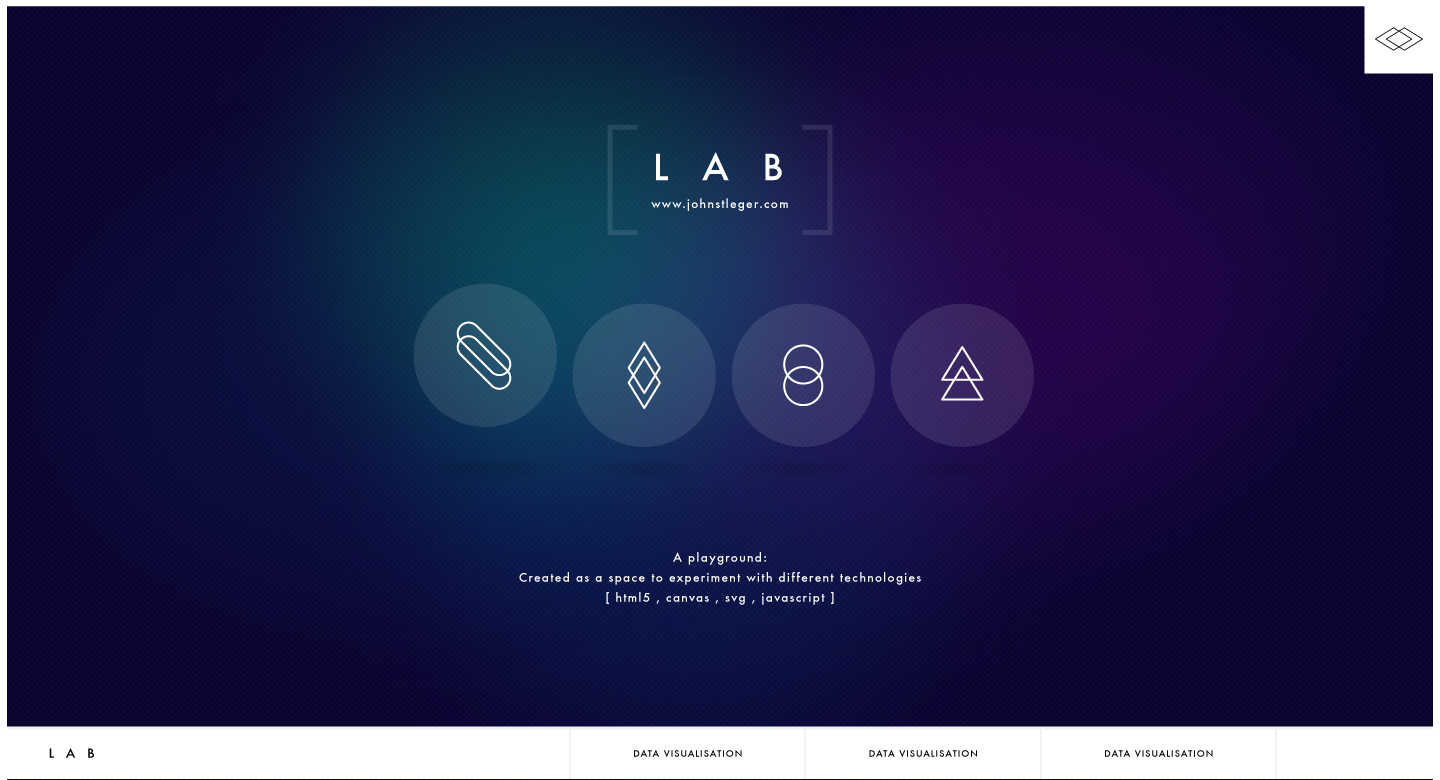 L A B
www.johnstleger.com
A playground:
Created as a space to experiment with different technologies
[ html5 , canvas , svg , javascript ]
L A B
DATA VISUALISATION
DATA VISUALISATION
DATA VISUALISATION